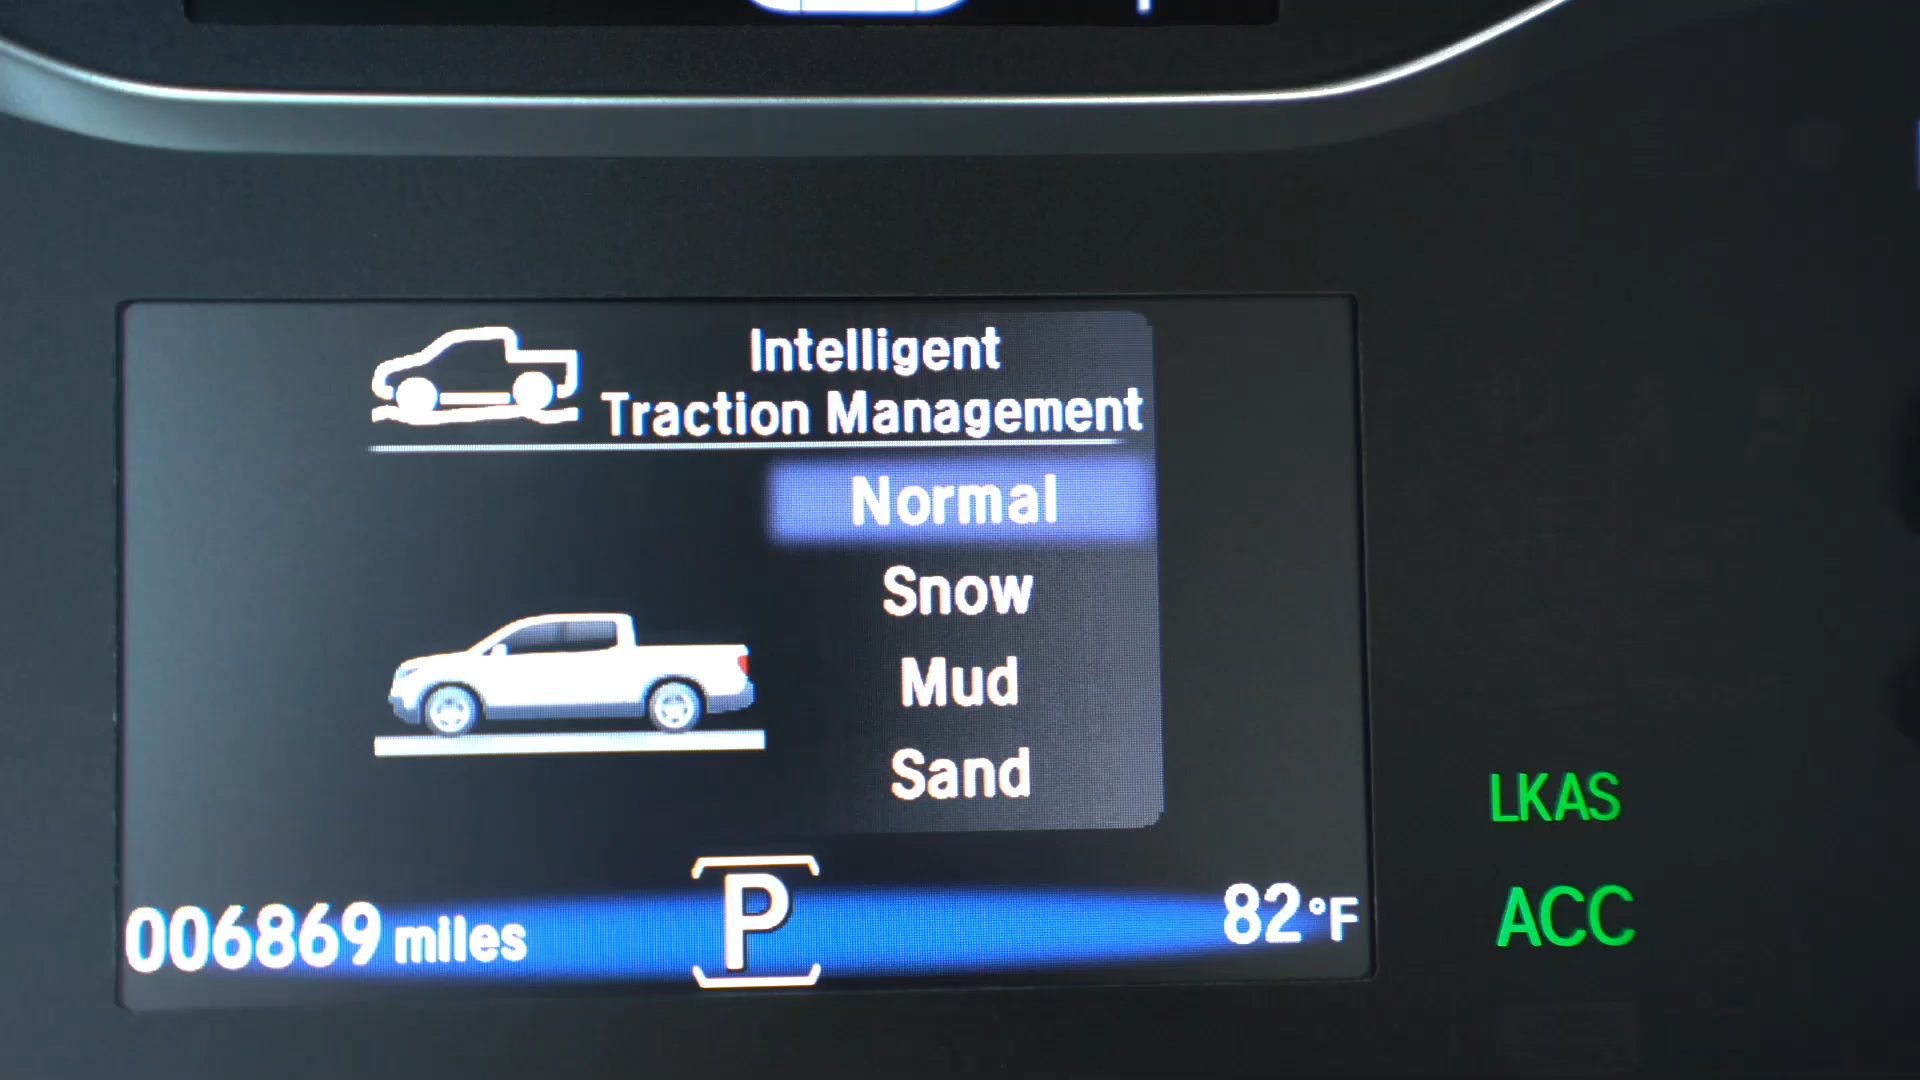 Intelligent
Traction Management
Normal
Snow
Mud
Sand
LKAS
ACC
006869 miles
P
82°F